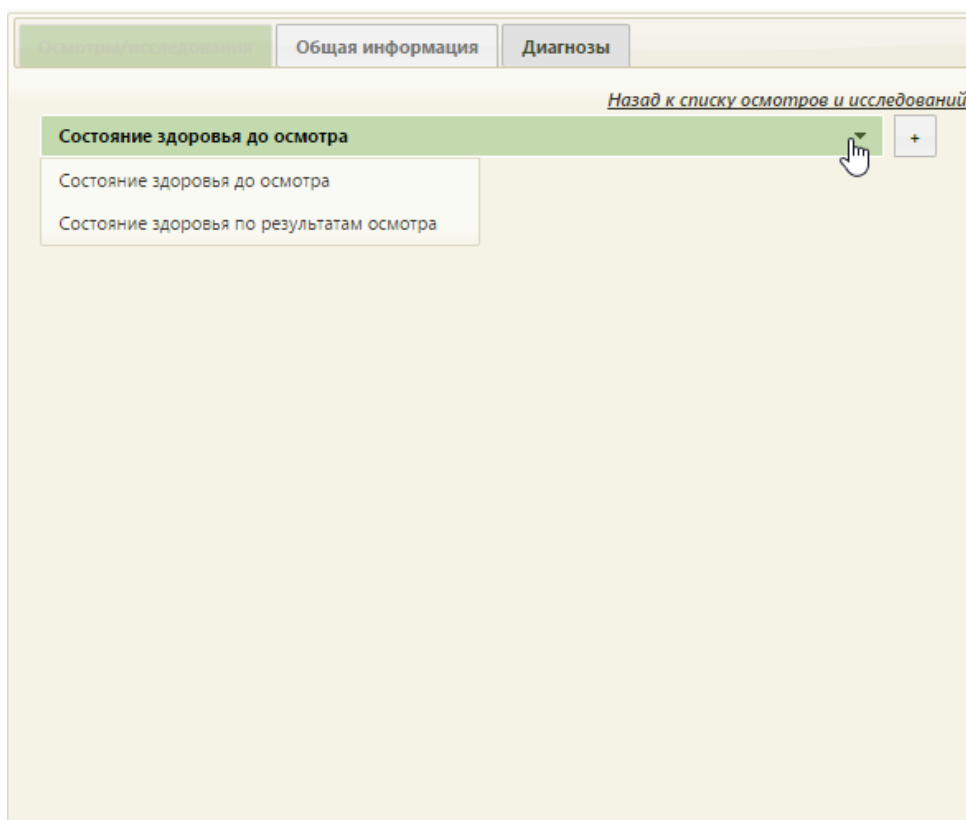 Осмотры/исследования
Общая информация
Диагнозы
Назад к списку осмотров и исследований
Состояние здоровья до осмотра
+
Состояние здоровья до осмотра
Состояние здоровья по результатам осмотра